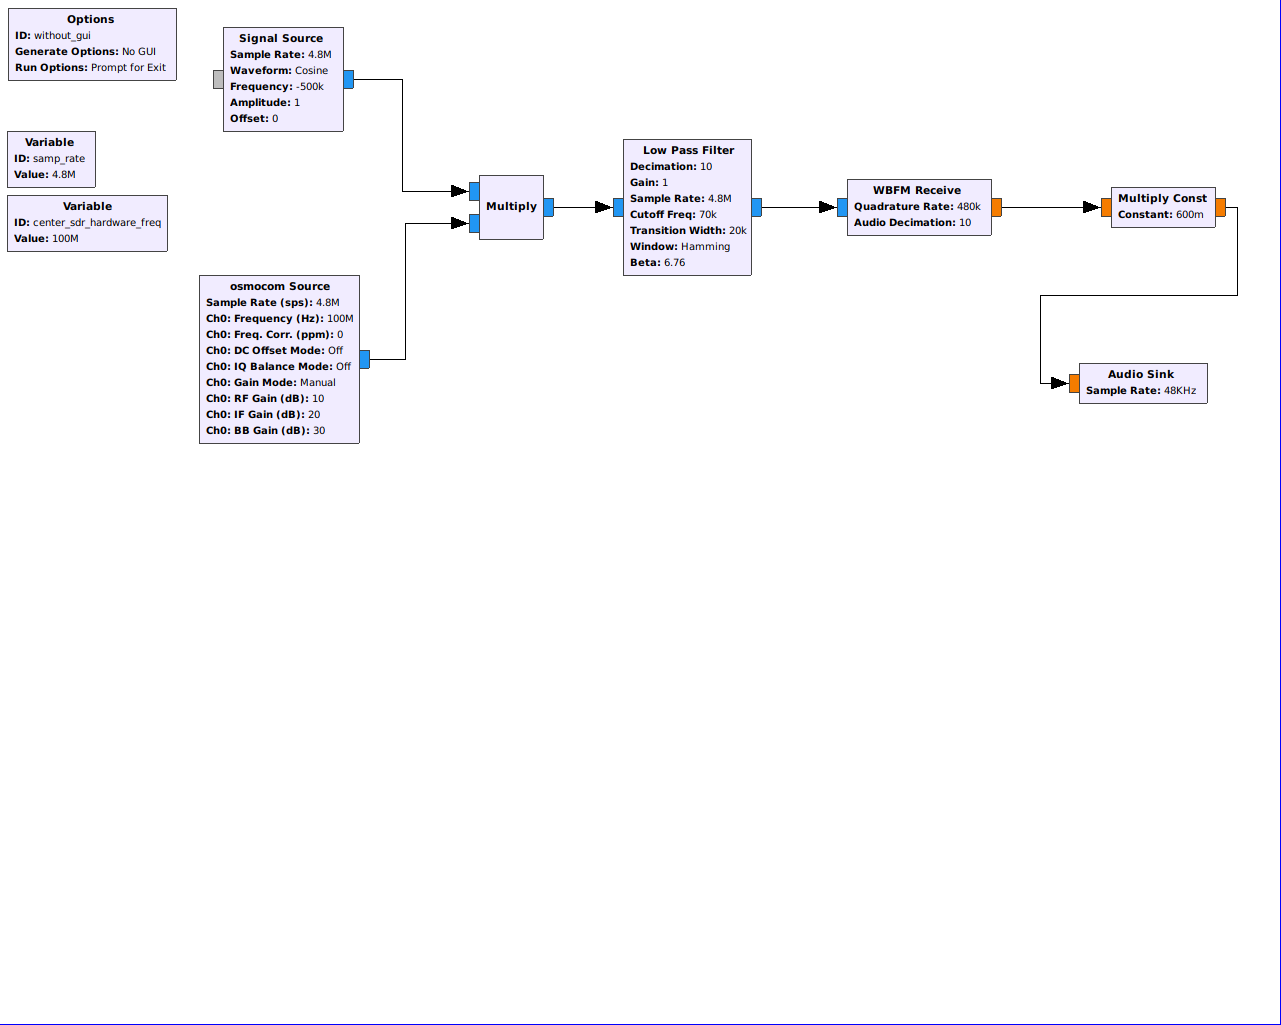 Options
ID: without_gui
Generate Options: No GUI
Run Options: Prompt for Exit
Variable
ID: samp_rate
Value: 4.8M
Variable
ID: center_sdr_hardware_freq
Value: 100M
Signal Source
Sample Rate: 4.8M
Waveform: Cosine
Frequency: -500k
Amplitude: 1
Offset: 0
osmocom Source
Sample Rate (sps): 4.8M
Ch0: Frequency (Hz): 100M
Ch0: Freq. Corr. (ppm): 0
Ch0: DC Offset Mode: Off
Ch0: IQ Balance Mode: Off
Ch0: Gain Mode: Manual
Ch0: RF Gain (dB): 10
Ch0: IF Gain (dB): 20
Ch0: BB Gain (dB): 30
Multiply
Low Pass Filter
Decimation: 10
Gain: 1
Sample Rate: 4.8M
Cutoff Freq: 70k
Transition Width: 20k
Window: Hamming
Beta: 6.76
WBFM Receive
Quadrature Rate: 480k
Audio Decimation: 10
Multiply Const
Constant: 600m
Audio Sink
Sample Rate: 48KHz